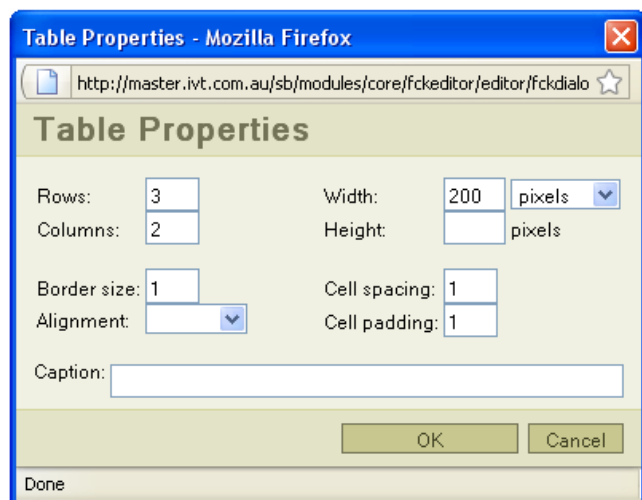 Table Properties - Mozilla Firefox
http://master.ivt.com.au/sb/modules/core/fckeditor/editor/fckdialo
Table Properties
Rows: 3 Width: 200 pixels
Columns: 2 Height: pixels
Border size: 1 Cell spacing: 1
Alignment: Cell padding: 1
Caption:
OK Cancel
Done